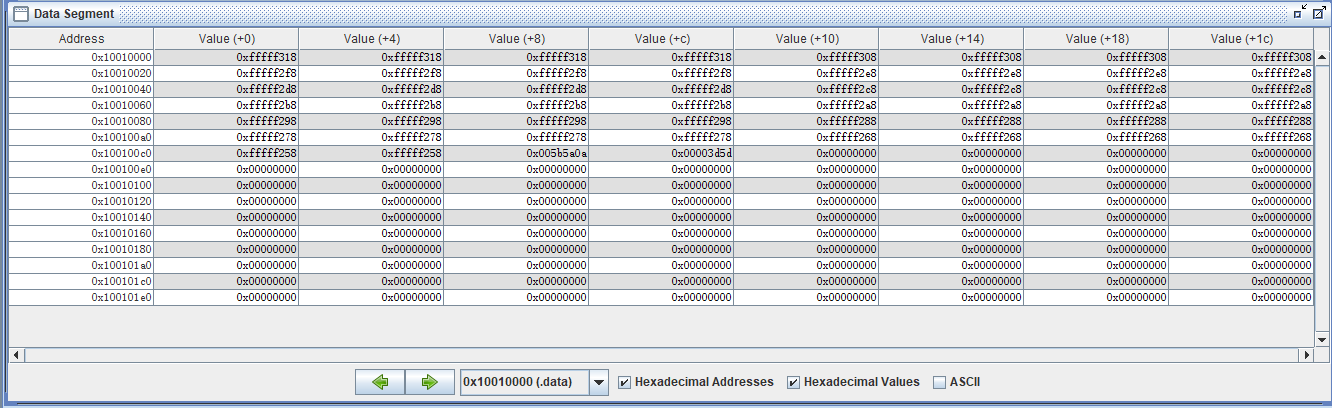 Data Segment
Address Value (+0) Value (+4) Value (+8) Value (+c) Value (+10) Value (+14) Value (+18) Value (+1c)
0x10010000 0xfffff318 0xfffff318 0xfffff318 0xfffff318 0xfffff308 0xfffff308 0xfffff308 0xfffff308
0x10010020 0xfffff2f8 0xfffff2f8 0xfffff2f8 0xfffff2f8 0xfffff2e8 0xfffff2e8 0xfffff2e8 0xfffff2e8
0x10010040 0xfffff2d8 0xfffff2d8 0xfffff2d8 0xfffff2d8 0xfffff2c8 0xfffff2c8 0xfffff2c8 0xfffff2c8
0x10010060 0xfffff2b8 0xfffff2b8 0xfffff2b8 0xfffff2b8 0xfffff2a8 0xfffff2a8 0xfffff2a8 0xfffff2a8
0x10010080 0xfffff298 0xfffff298 0xfffff298 0xfffff298 0xfffff288 0xfffff288 0xfffff288 0xfffff288
0x100100a0 0xfffff278 0xfffff278 0xfffff278 0xfffff278 0xfffff268 0xfffff268 0xfffff268 0xfffff268
0x100100c0 0xfffff258 0xfffff258 0x005b5a0a 0x00003d5d 0x00000000 0x00000000 0x00000000 0x00000000
0x100100e0 0x00000000 0x00000000 0x00000000 0x00000000 0x00000000 0x00000000 0x00000000 0x00000000
0x10010100 0x00000000 0x00000000 0x00000000 0x00000000 0x00000000 0x00000000 0x00000000 0x00000000
0x10010120 0x00000000 0x00000000 0x00000000 0x00000000 0x00000000 0x00000000 0x00000000 0x00000000
0x10010140 0x00000000 0x00000000 0x00000000 0x00000000 0x00000000 0x00000000 0x00000000 0x00000000
0x10010160 0x00000000 0x00000000 0x00000000 0x00000000 0x00000000 0x00000000 0x00000000 0x00000000
0x10010180 0x00000000 0x00000000 0x00000000 0x00000000 0x00000000 0x00000000 0x00000000 0x00000000
0x100101a0 0x00000000 0x00000000 0x00000000 0x00000000 0x00000000 0x00000000 0x00000000 0x00000000
0x100101c0 0x00000000 0x00000000 0x00000000 0x00000000 0x00000000 0x00000000 0x00000000 0x00000000
0x100101e0 0x00000000 0x00000000 0x00000000 0x00000000 0x00000000 0x00000000 0x00000000 0x00000000
0x10010000 (.data) Hexadecimal Addresses Hexadecimal Values ASCII